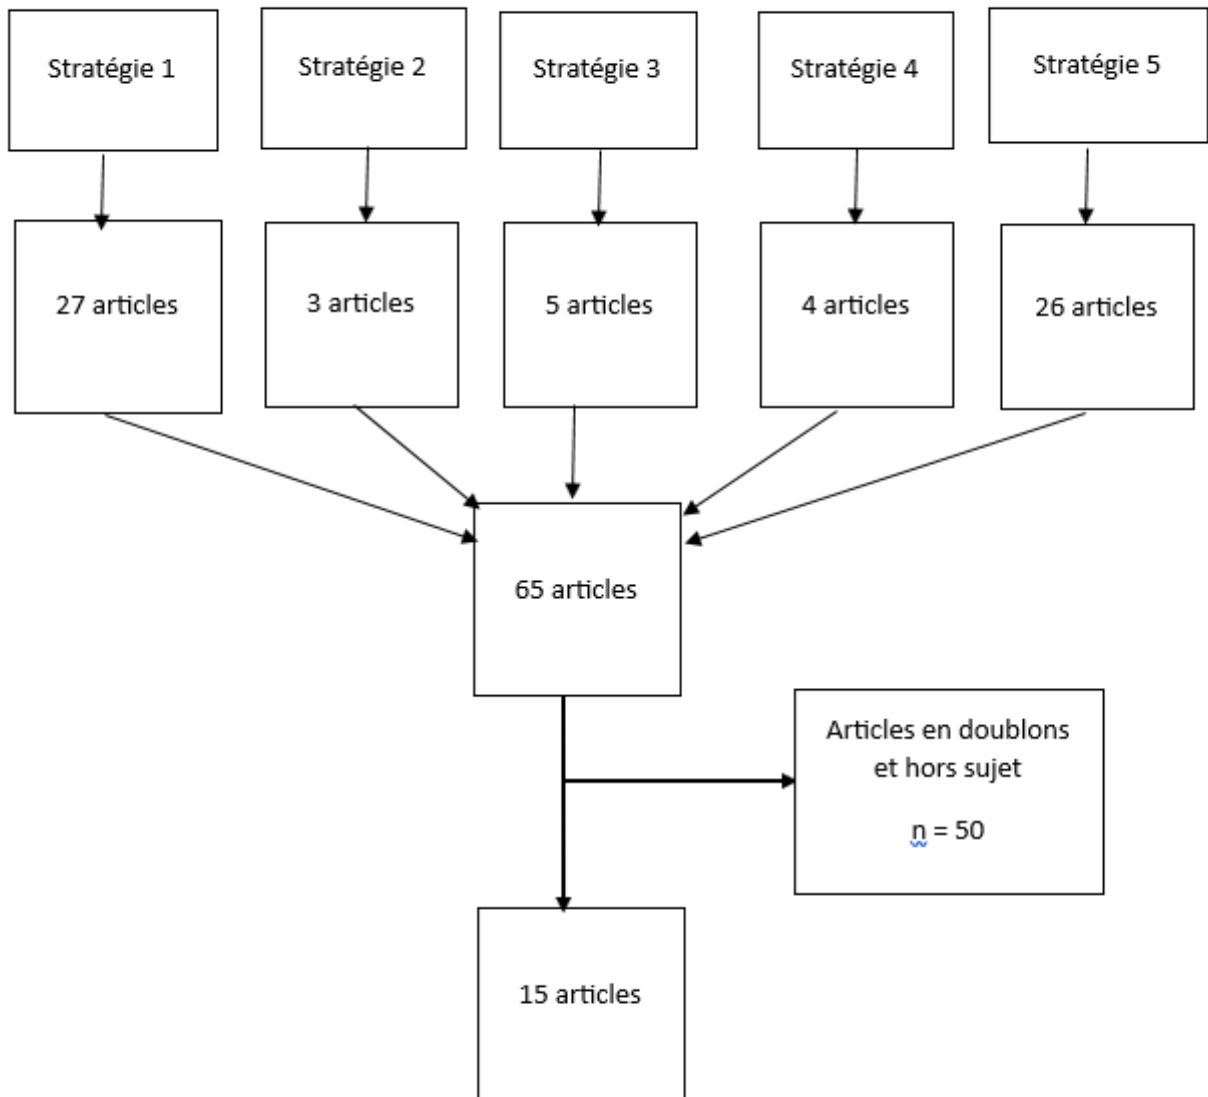 Stratégie 1
Stratégie 2
Stratégie 3
Stratégie 4
Stratégie 5
27 articles
3 articles
5 articles
4 articles
26 articles
65 articles
Articles en doublons
et hors sujet
n = 50
15 articles